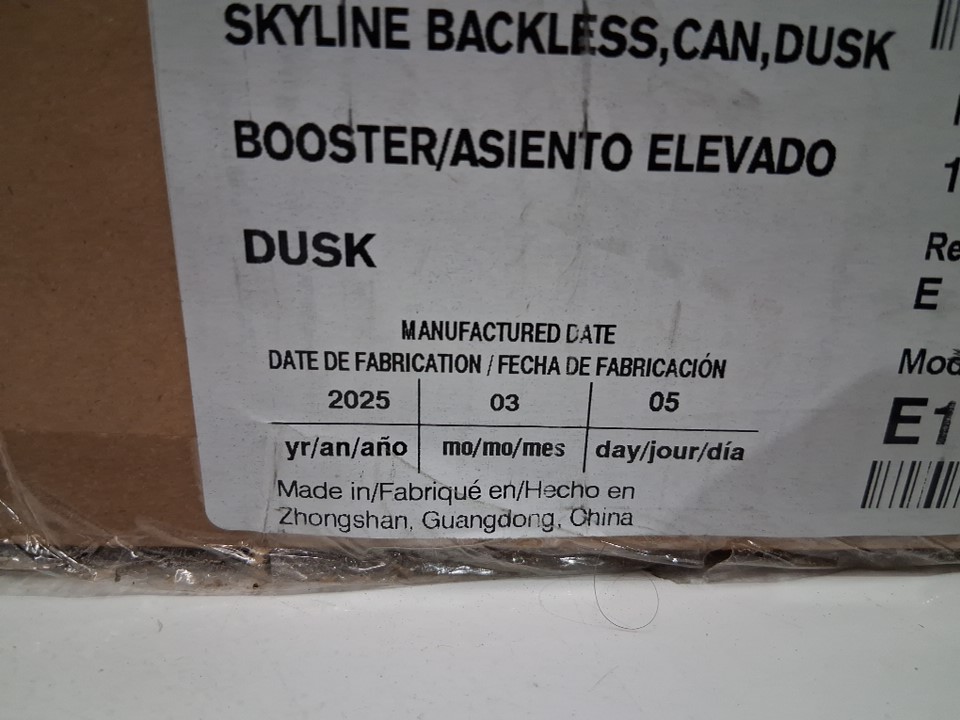 SKYLINE BACKLESS,CAN,DUSK
BOOSTER/ASIENTO ELEVADO
DUSK
MANUFACTURED DATE
DATE DE FABRICATION / FECHA DE FABRICACIÓN
2025 03 05
yr/an/año mo/mo/mes day/jour/día
Made in/Fabriqué en/Hecho en
Zhongshan, Guangdong, China
E
E1